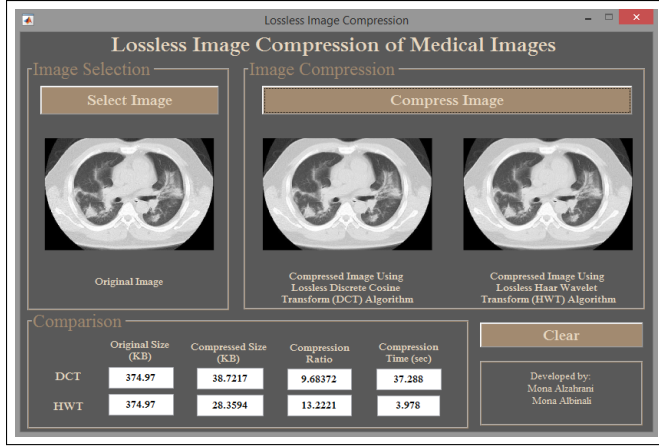 Lossless Image Compression
Lossless Image Compression of Medical Images
Image Selection
Image Compression
Select Image
Compress Image
Original Image
Compressed Image Using
Lossless Discrete Cosine
Transform (DCT) Algorithm
Compressed Image Using
Lossless Haar Wavelet
Transform (HWT) Algorithm
Comparison
Original Size
(KB)
Compressed Size
(KB)
Compression
Ratio
Compression
Time (sec)
DCT 374.97 38.7217 9.68372 37.288
HWT 374.97 28.3594 13.2221 3.978
Clear
Developed by:
Mona Alzahrani
Mona Albinali